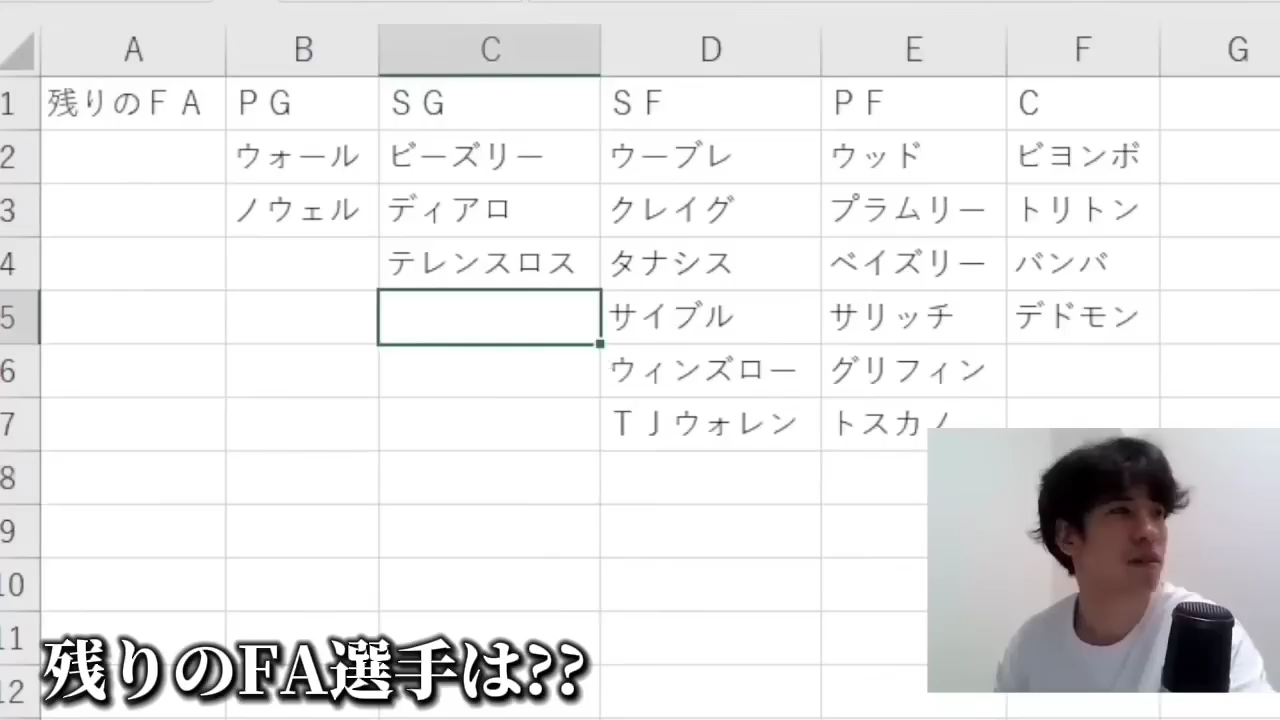 A B C D E F G
1 残りのＦＡ ＰＧ ＳＧ ＳＦ ＰＦ Ｃ
2 ウォール ビーズリー ウーブレ ウッド ビヨンボ
3 ノウェル ディアロ クレイグ プラムリー トリトン
4 テレンスロス タナシス ベイズリー バンバ
5 サイブル サリッチ デドモン
6 ウィンズロー グリフィン
7 ＴＪウォレン トスカノ
8
9
10
11
12
残りのFA選手は??